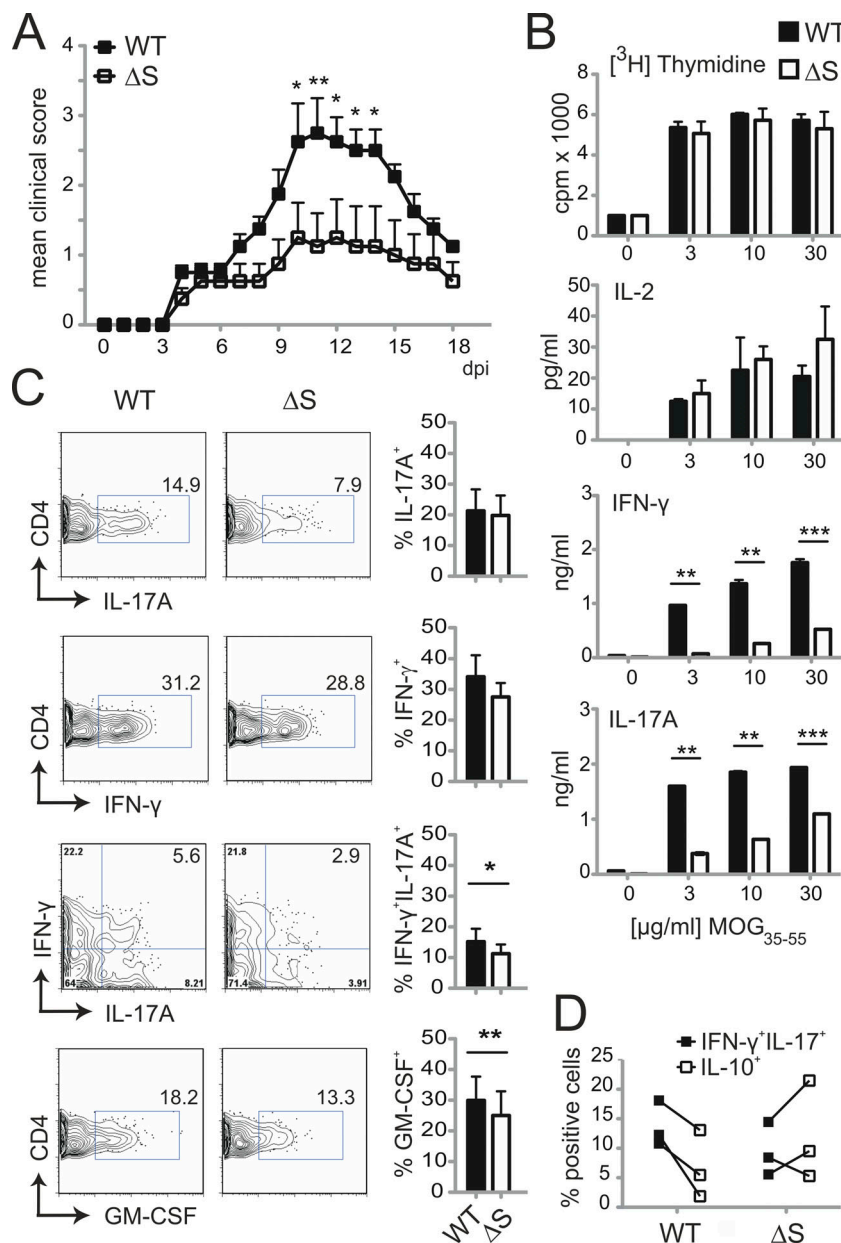 A
WT
ΔS
mean clinical score
4
3
2
1
0
* ** * * *
0 3 6 9 12 15 18
dpi
B
WT
ΔS
[³H] Thymidine
cpm x 1000
8
6
4
2
0
0 3 10 30
IL-2
pg/ml
50
40
30
20
10
0
0 3 10 30
IFN-γ
ng/ml
3
2
1
0
** ** ***
0 3 10 30
IL-17A
ng/ml
3
2
1
0
** ** ***
0 3 10 30
[µg/ml] MOG₃₅₋₅₅
C
WT ΔS
14.9 7.9
CD4
IL-17A
% IL-17A⁺
50
40
30
20
10
0
31.2 28.8
CD4
IFN-γ
% IFN-γ⁺
50
40
30
20
10
0
22.2 5.6 21.8 2.9
64 8.21 71.4 3.91
IFN-γ
IL-17A
% IFN-γ⁺IL-17A⁺
50
40
30
20
10
0
*
18.2 13.3
CD4
GM-CSF
% GM-CSF⁺
50
40
30
20
10
0
**
WT ΔS
D
IFN-γ⁺IL-17⁺
IL-10⁺
% positive cells
25
20
15
10
5
0
WT ΔS